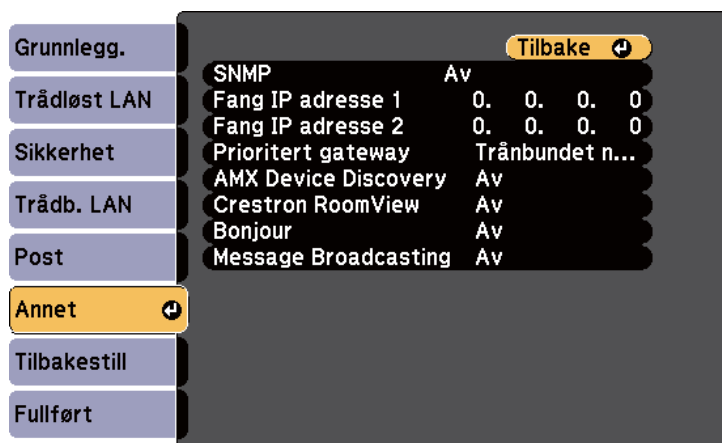 Grunnlegg.
Trådløst LAN
Sikkerhet
Trådb. LAN
Post
Annet
Tilbakestill
Fullført
Tilbake
SNMP Av
Fang IP adresse 1 0. 0. 0. 0
Fang IP adresse 2 0. 0. 0. 0
Prioritert gateway Trånbundet n...
AMX Device Discovery Av
Crestron RoomView Av
Bonjour Av
Message Broadcasting Av